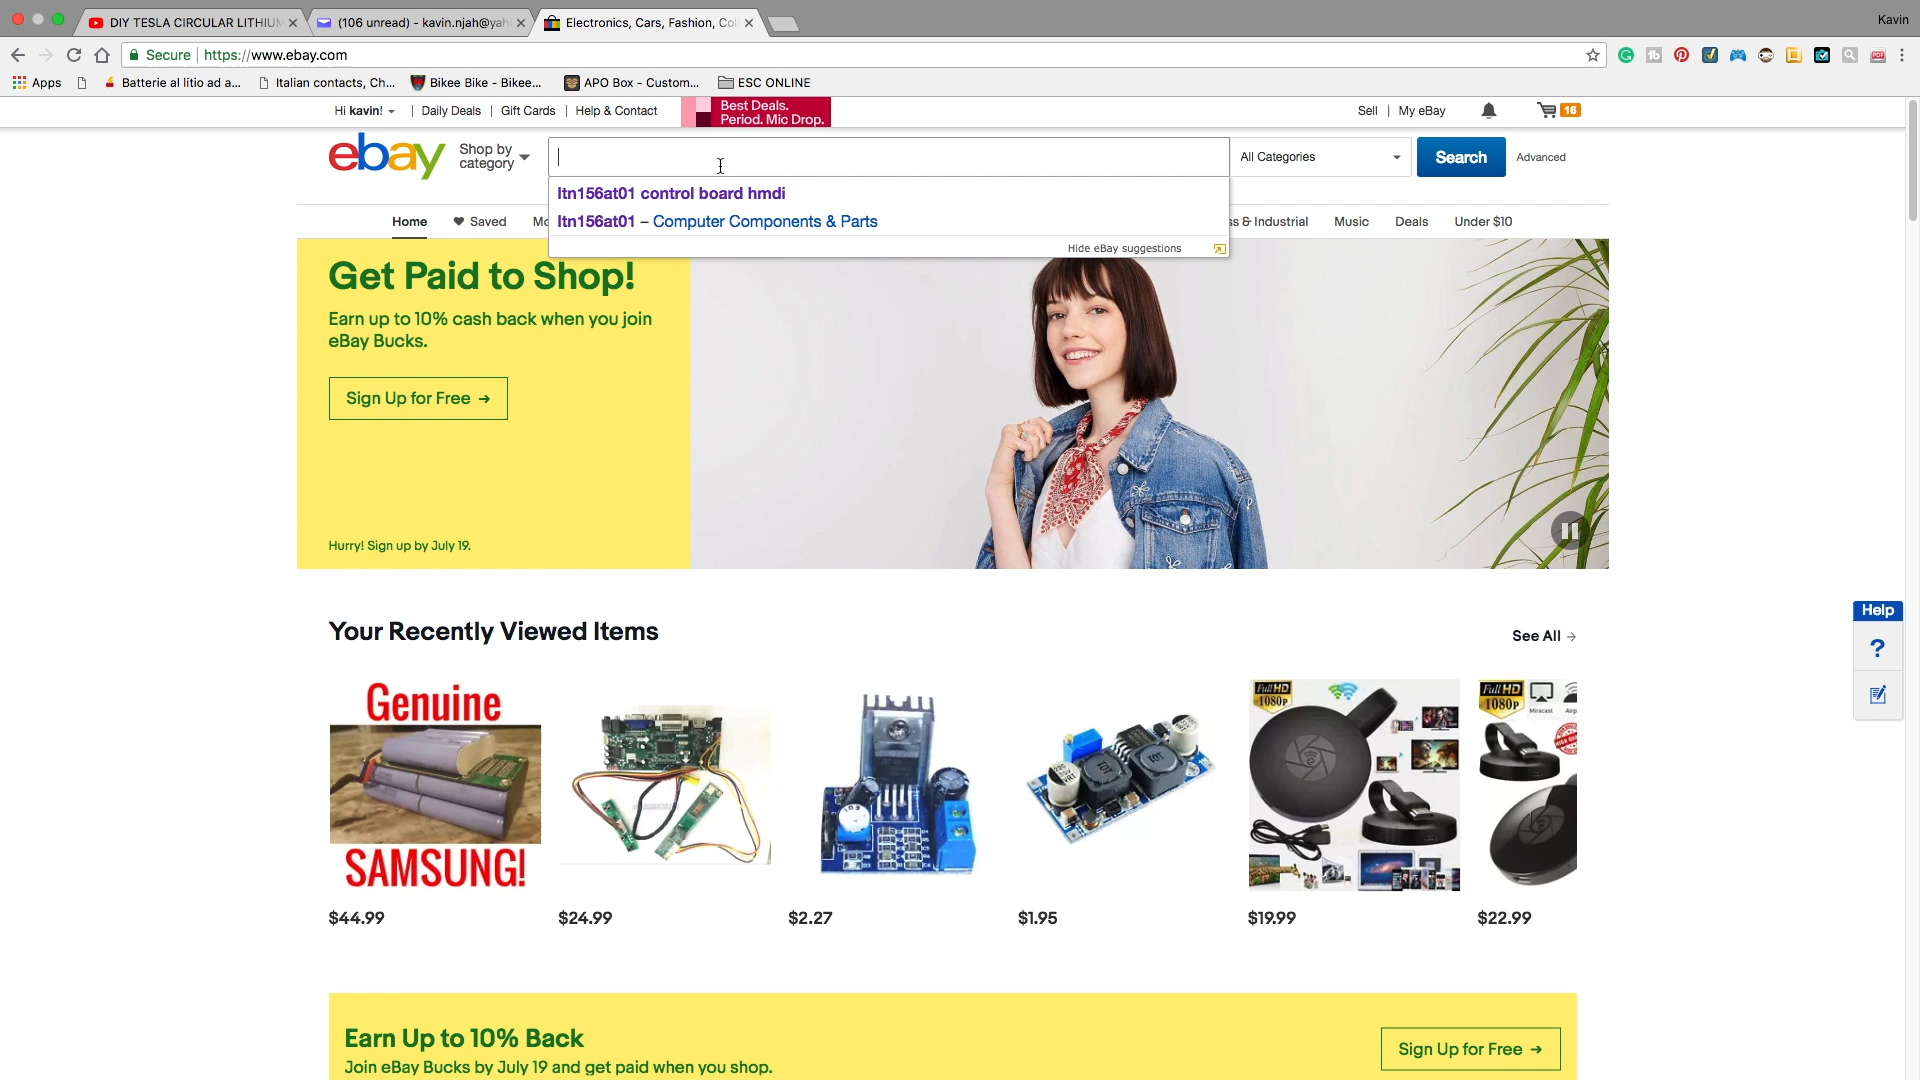 DIY TESLA CIRCULAR LITHIUM
(106 unread) - kavin.njah@yah
Electronics, Cars, Fashion, Col
Kavin
Secure
https://www.ebay.com
Apps
Batterie al litio ad a...
Italian contacts, Ch...
Bikee Bike - Bikee...
APO Box - Custom...
ESC ONLINE
Hi kavin!
Daily Deals
Gift Cards
Help & Contact
Best Deals.
Period. Mic Drop.
Sell
My eBay
16
ebay
Shop by
category
All Categories
Search
Advanced
ltn156at01 control board hmdi
ltn156at01 – Computer Components & Parts
Hide eBay suggestions
Home
Saved
Mo
ss & Industrial
Music
Deals
Under $10
Get Paid to Shop!
Earn up to 10% cash back when you join
eBay Bucks.
Sign Up for Free →
Hurry! Sign up by July 19.
Help
?
Your Recently Viewed Items
See All →
Genuine
SAMSUNG!
Full HD
1080p
Full HD
1080p
Miracast
Airp
$44.99
$24.99
$2.27
$1.95
$19.99
$22.99
Earn Up to 10% Back
Join eBay Bucks by July 19 and get paid when you shop.
Sign Up for Free →